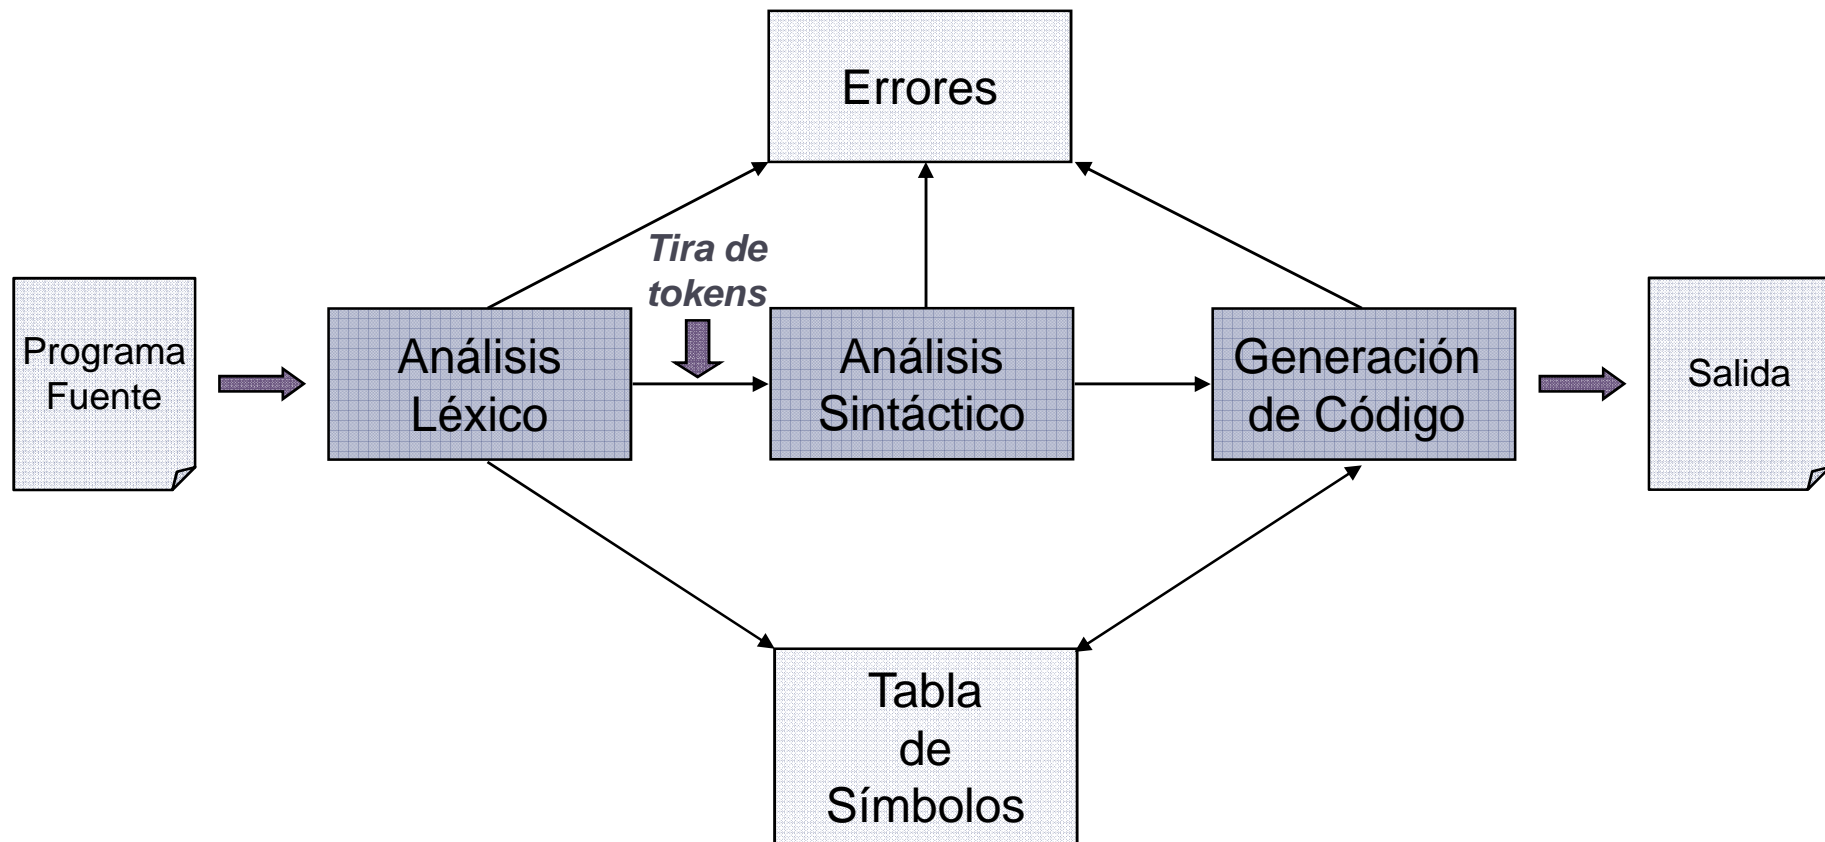 Errores
Tira de
tokens
Programa
Fuente
Análisis
Léxico
Análisis
Sintáctico
Generación
de Código
Salida
Tabla
de
Símbolos